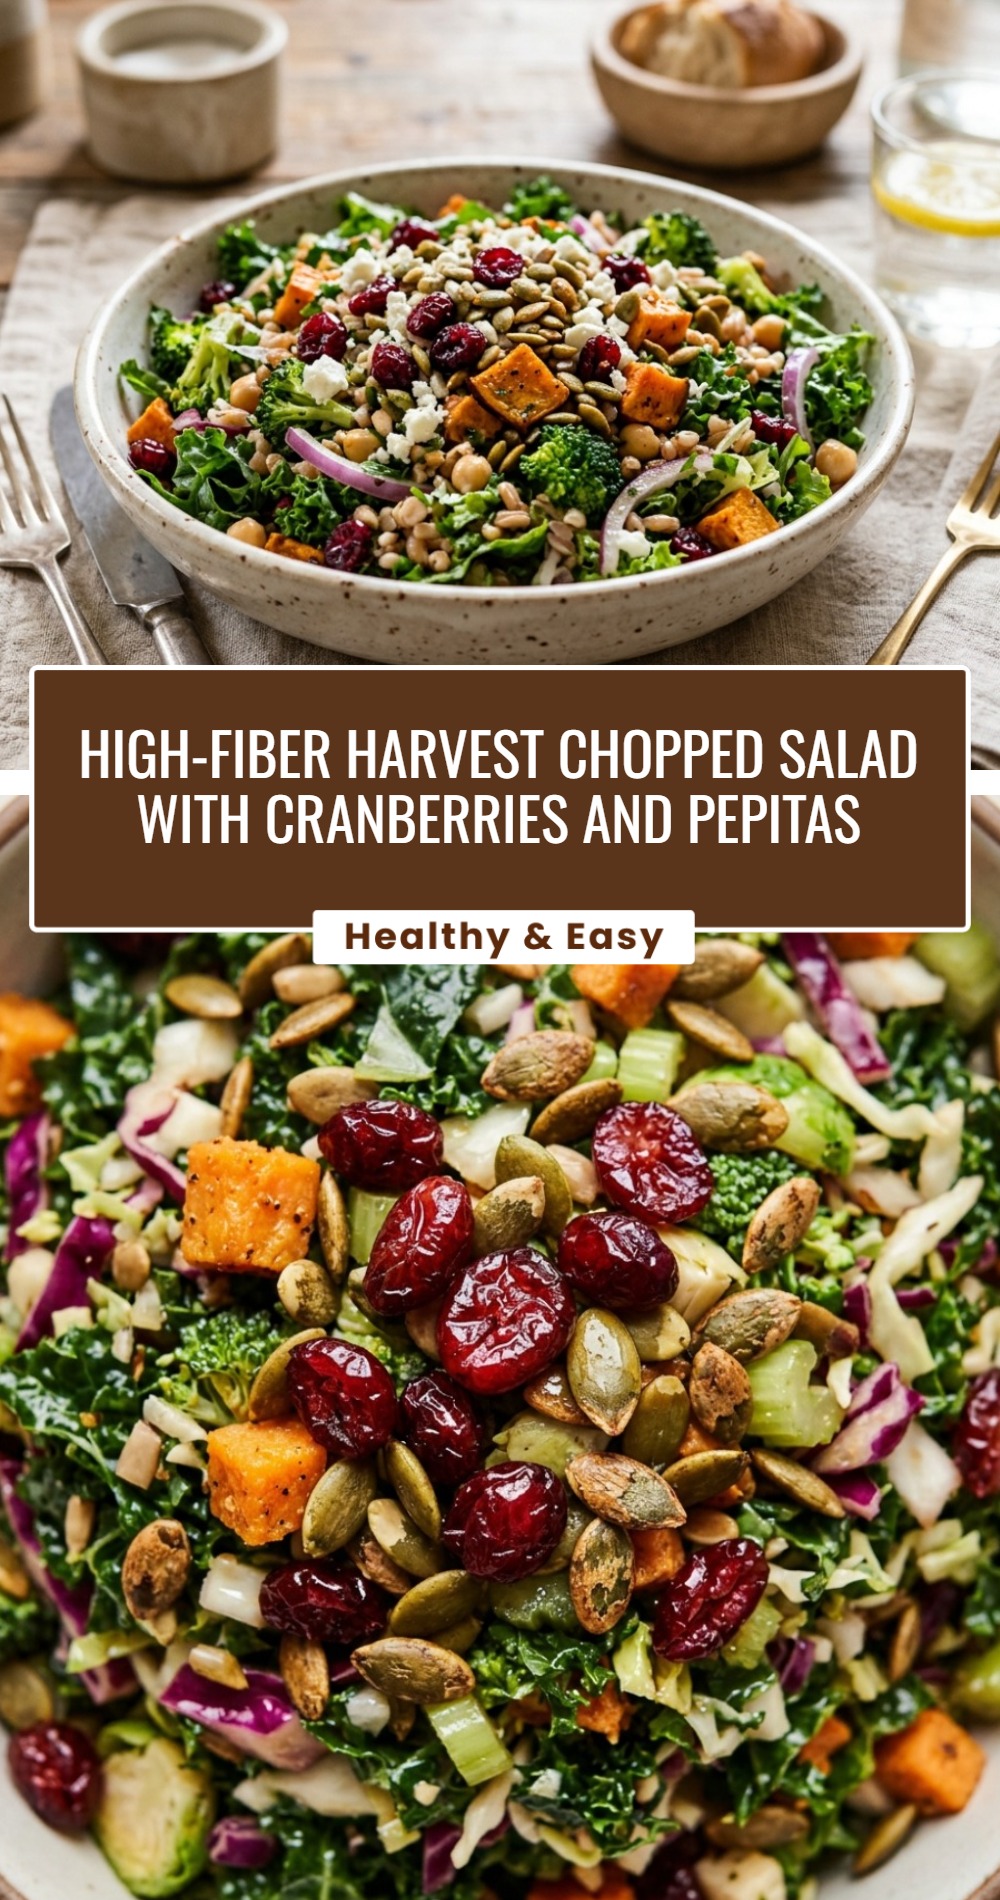 HIGH-FIBER HARVEST CHOPPED SALAD
WITH CRANBERRIES AND PEPITAS
Healthy & Easy